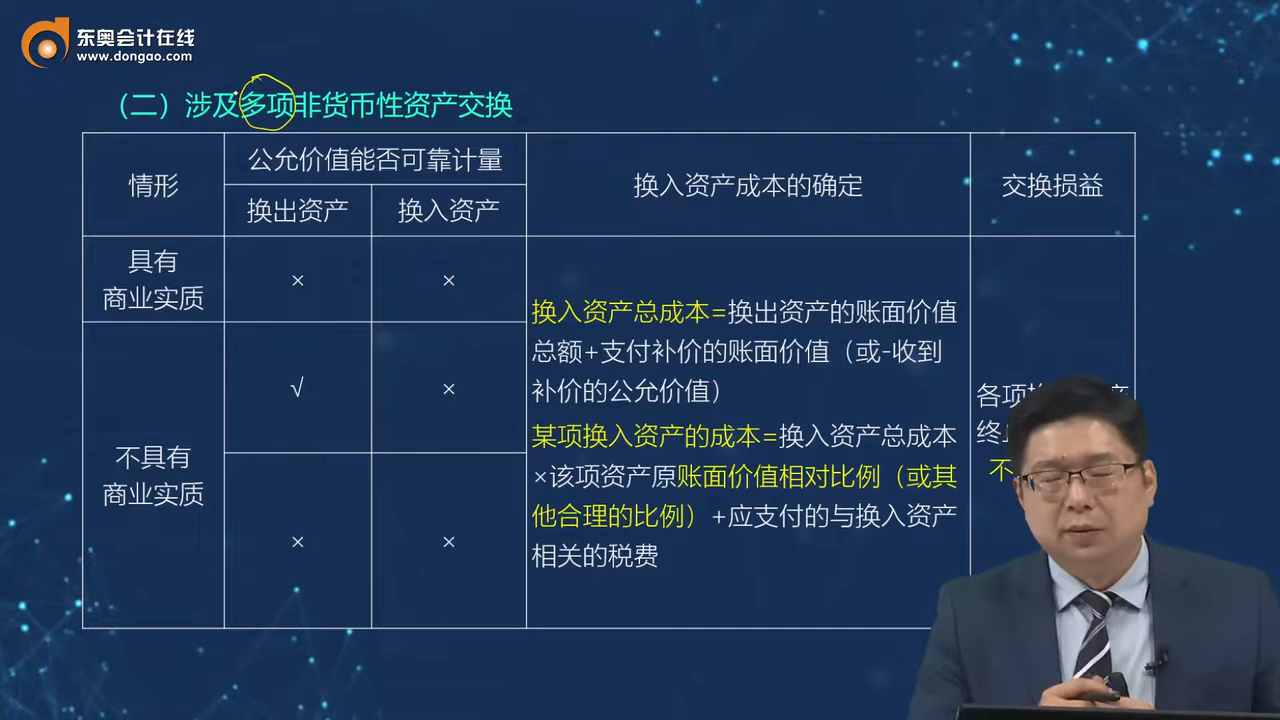 东奥会计在线
www.dongao.com
（二）涉及多项非货币性资产交换
情形
公允价值能否可靠计量
换出资产
换入资产
换入资产成本的确定
交换损益
具有
商业实质
×
×
不具有
商业实质
√
×
×
×
换入资产总成本=换出资产的账面价值
总额+支付补价的账面价值（或-收到
补价的公允价值）
某项换入资产的成本=换入资产总成本
×该项资产原账面价值相对比例（或其
他合理的比例）+应支付的与换入资产
相关的税费
各项
终
不